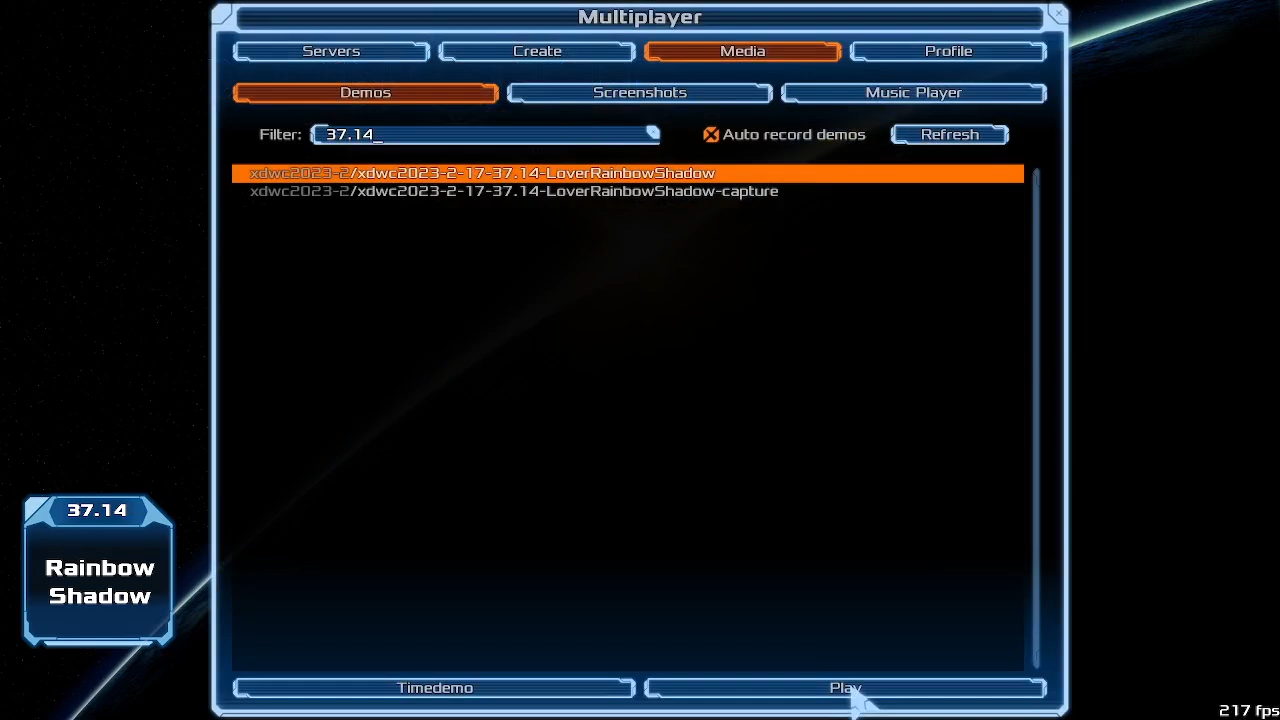 Multiplayer
Servers
Create
Media
Profile
Demos
Screenshots
Music Player
Filter:
37.14_
Auto record demos
Refresh
xdwc2023-2/xdwc2023-2-17-37.14-LoverRainbowShadow
xdwc2023-2/xdwc2023-2-17-37.14-LoverRainbowShadow-capture
37.14
Rainbow
Shadow
Timedemo
Play
217 fps